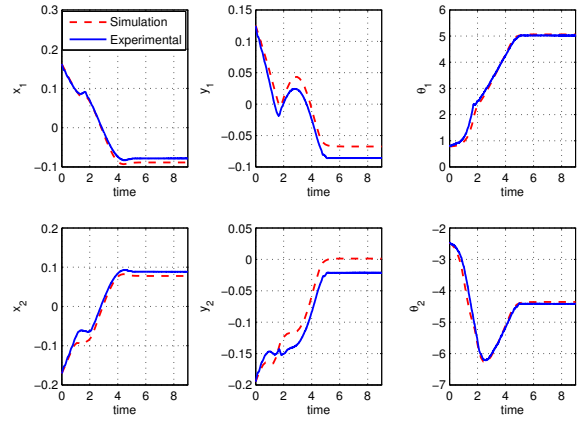 0.3
0.2
0.1
0
−0.1
x1
0 2 4 6 8
time
Simulation
Experimental
0.15
0.1
0.05
0
−0.05
−0.1
y1
0 2 4 6 8
time
6
5
4
3
2
1
0
θ1
0 2 4 6 8
time
0.2
0.1
0
−0.1
−0.2
x2
0 2 4 6 8
time
0.05
0
−0.05
−0.1
−0.15
−0.2
y2
0 2 4 6 8
time
−2
−3
−4
−5
−6
−7
θ2
0 2 4 6 8
time